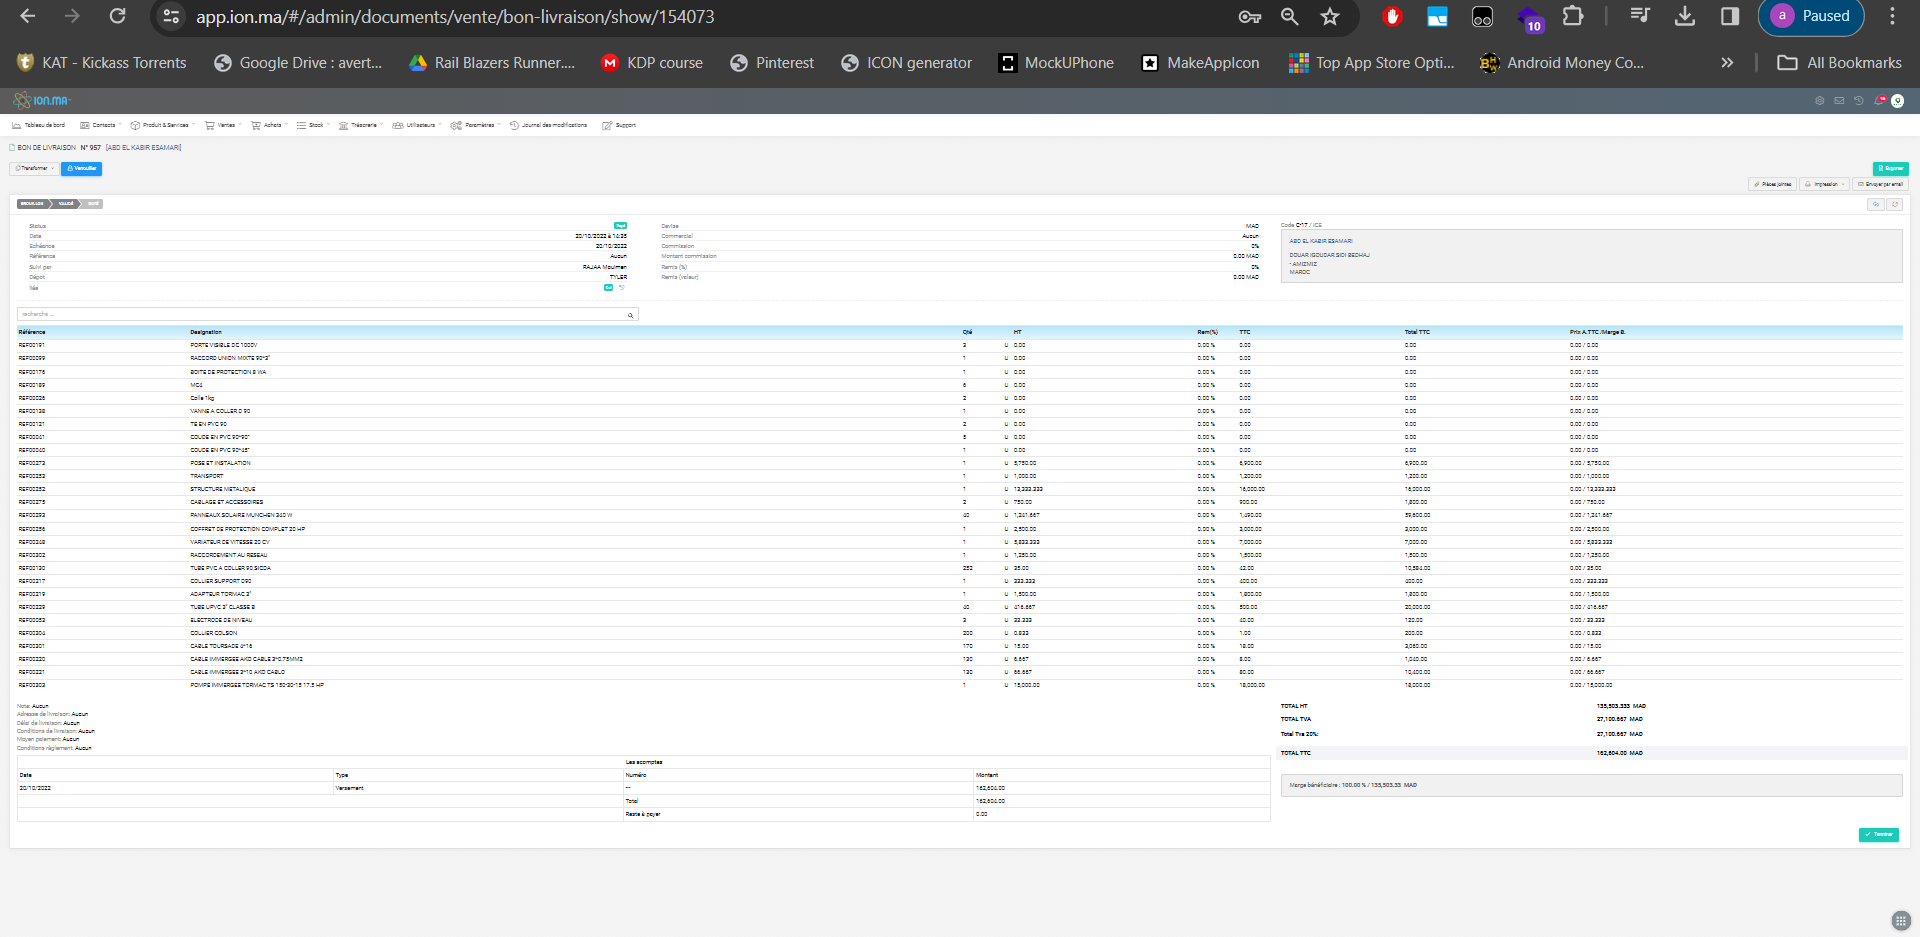 app.ion.ma/#/admin/documents/vente/bon-livraison/show/154073
10
a Paused
KAT - Kickass Torrents
Google Drive : avert...
Rail Blazers Runner....
KDP course
Pinterest
ICON generator
MockUPhone
MakeAppIcon
Top App Store Opti...
Android Money Co...
All Bookmarks
ION.MA
Tableau de bord Contacts Produit & Services Ventes Achats Stock Trésorerie Utilisateurs Paramètres Journal des modifications Support
BON DE LIVRAISON N° 957 [ABD EL KABIR ESAMARI]
Transformer Verrouiller Exporter
Pièces jointes Impression Envoyer par email
BROUILLON VALIDÉ
Status
Date 20/10/2022 à 14:35
Echéance 20/10/2022
Référence Aucun
Suivi par RAJAA Moulman
Dépot TYLER
Devise MAD
Commercial Aucun
Commission 0%
Montant commission 0.00 MAD
Remis (%) 0%
Remis (valeur) 0.00 MAD
Code C-17 / ICE
ABD EL KABIR ESAMARI
DOUAR IGOUDAR SIDI BEDHAJ
- AMIZMIZ
MAROC
recherche ...
Référence Designation Qté HT Rem(%) TTC Total TTC Prix A.TTC /Marge B.
REF00191 PORTE VISIBLE DC 1000V 3 U 0.00 0.00 % 0.00 0.00 0.00 / 0.00
REF00099 RACCORD UNION MIXTE 90*3" 1 U 0.00 0.00 % 0.00 0.00 0.00 / 0.00
REF00176 BOITE DE PROTECTION 8 WA 1 U 0.00 0.00 % 0.00 0.00 0.00 / 0.00
REF00189 MC4 6 U 0.00 0.00 % 0.00 0.00 0.00 / 0.00
REF00026 Colle 1kg 2 U 0.00 0.00 % 0.00 0.00 0.00 / 0.00
REF00138 VANNE A COLLER D 90 1 U 0.00 0.00 % 0.00 0.00 0.00 / 0.00
REF00121 TE EN PVC 90 2 U 0.00 0.00 % 0.00 0.00 0.00 / 0.00
REF00041 COUDE EN PVC 90*90° 5 U 0.00 0.00 % 0.00 0.00 0.00 / 0.00
REF00040 COUDE EN PVC 90*45° 1 U 0.00 0.00 % 0.00 0.00 0.00 / 0.00
REF00273 POSE ET INSTALATION 1 U 5,750.00 0.00 % 6,900.00 6,900.00 0.00 / 5,750.00
REF00253 TRANSPORT 1 U 1,000.00 0.00 % 1,200.00 1,200.00 0.00 / 1,000.00
REF00252 STRUCTURE METALIQUE 1 U 13,333.333 0.00 % 16,000.00 16,000.00 0.00 / 13,333.333
REF00275 CABLAGE ET ACCESSOIRES 2 U 750.00 0.00 % 900.00 1,800.00 0.00 / 750.00
REF00293 PANNEAUX SOLAIRE MUNCHEN 340 W 40 U 1,241.667 0.00 % 1,490.00 59,600.00 0.00 / 1,241.667
REF00256 COFFRET DE PROTECTION COMPLET 20 HP 1 U 2,500.00 0.00 % 3,000.00 3,000.00 0.00 / 2,500.00
REF00248 VARIATEUR DE VITESSE 20 CV 1 U 5,833.333 0.00 % 7,000.00 7,000.00 0.00 / 5,833.333
REF00302 RACCORDEMENT AU RESEAU 1 U 1,250.00 0.00 % 1,500.00 1,500.00 0.00 / 1,250.00
REF00130 TUBE PVC A COLLER 90 SICDA 252 U 35.00 0.00 % 42.00 10,584.00 0.00 / 35.00
REF00217 COLLIER SUPPORT D90 1 U 333.333 0.00 % 400.00 400.00 0.00 / 333.333
REF00219 ADAPTEUR TORMAC 3" 1 U 1,500.00 0.00 % 1,800.00 1,800.00 0.00 / 1,500.00
REF00229 TUBE UPVC 3" CLASSE B 40 U 416.667 0.00 % 500.00 20,000.00 0.00 / 416.667
REF00053 ELECTRODE DE NIVEAU 3 U 33.333 0.00 % 40.00 120.00 0.00 / 33.333
REF00304 COLLIER COLSON 200 U 0.833 0.00 % 1.00 200.00 0.00 / 0.833
REF00301 CABLE TOURSADE 4*16 170 U 15.00 0.00 % 18.00 3,060.00 0.00 / 15.00
REF00220 CABLE IMMERGEE AKO CABLE 3*0,75MM2 130 U 6.667 0.00 % 8.00 1,040.00 0.00 / 6.667
REF00221 CABLE IMMERGEE 3*10 AKO CABLO 130 U 66.667 0.00 % 80.00 10,400.00 0.00 / 66.667
REF00303 POMPE IMMERGEE TORMAC TS 150-30-15 17.5 HP 1 U 15,000.00 0.00 % 18,000.00 18,000.00 0.00 / 15,000.00
Note: Aucun
Adresse de livraison: Aucun
Délai de livraison: Aucun
Conditions de livraison: Aucun
Moyen paiement: Aucun
Conditions règlement: Aucun
TOTAL HT 135,503.333 MAD
TOTAL TVA 27,100.667 MAD
Total Tva 20%: 27,100.667 MAD
TOTAL TTC 162,604.00 MAD
Les acomptes
Date Type Numéro Montant
20/10/2022 Versement -- 162,604.00
Total 162,604.00
Reste à payer 0.00
Marge bénéficiaire : 100.00 % / 135,503.33 MAD
Terminer